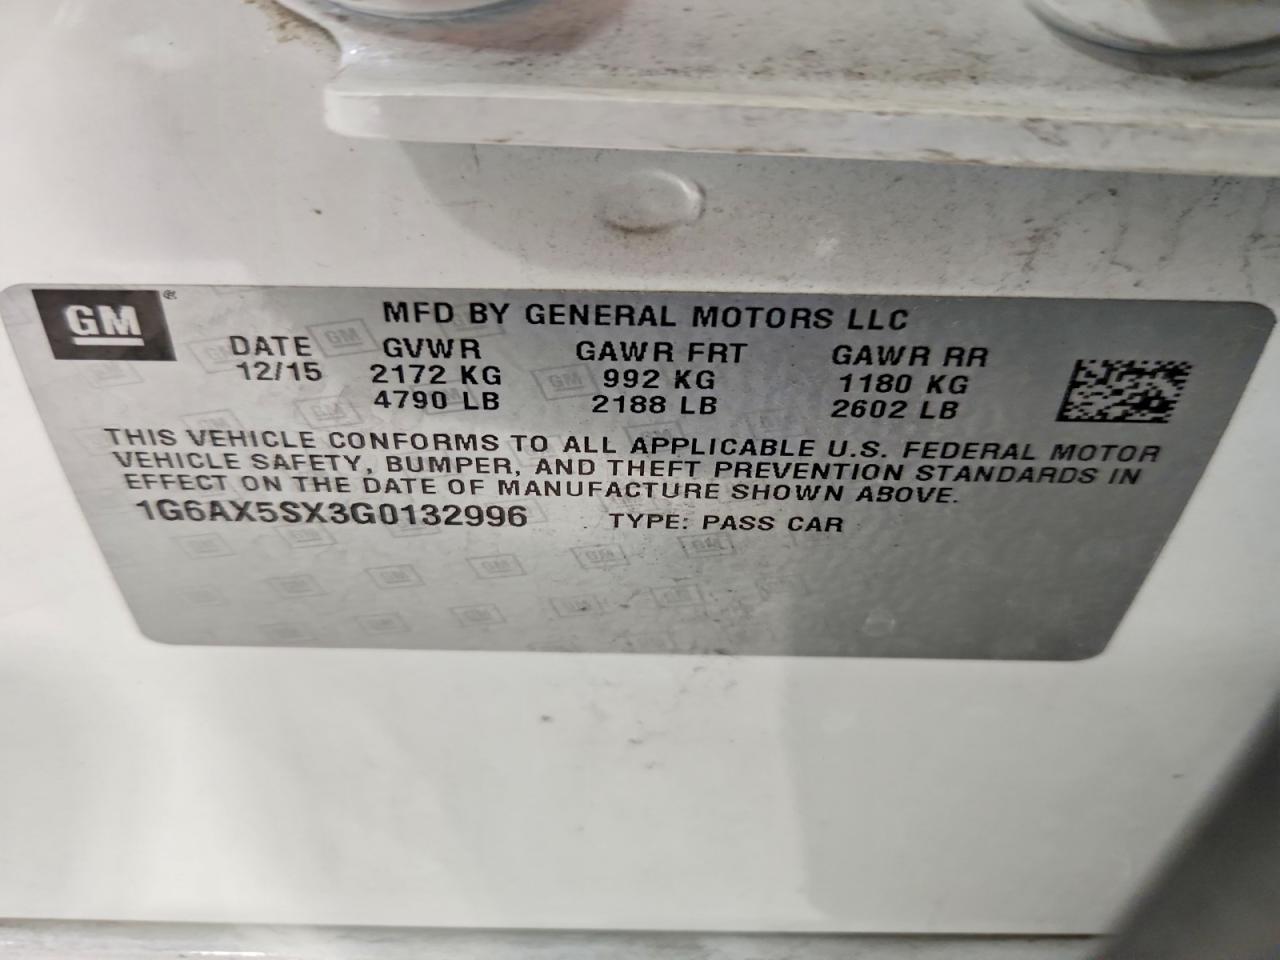 GM ®
MFD BY GENERAL MOTORS LLC
DATE GVWR GAWR FRT GAWR RR
12/15 2172 KG 992 KG 1180 KG
4790 LB 2188 LB 2602 LB
THIS VEHICLE CONFORMS TO ALL APPLICABLE U.S. FEDERAL MOTOR
VEHICLE SAFETY, BUMPER, AND THEFT PREVENTION STANDARDS IN
EFFECT ON THE DATE OF MANUFACTURE SHOWN ABOVE.
1G6AX5SX3G0132996 TYPE: PASS CAR